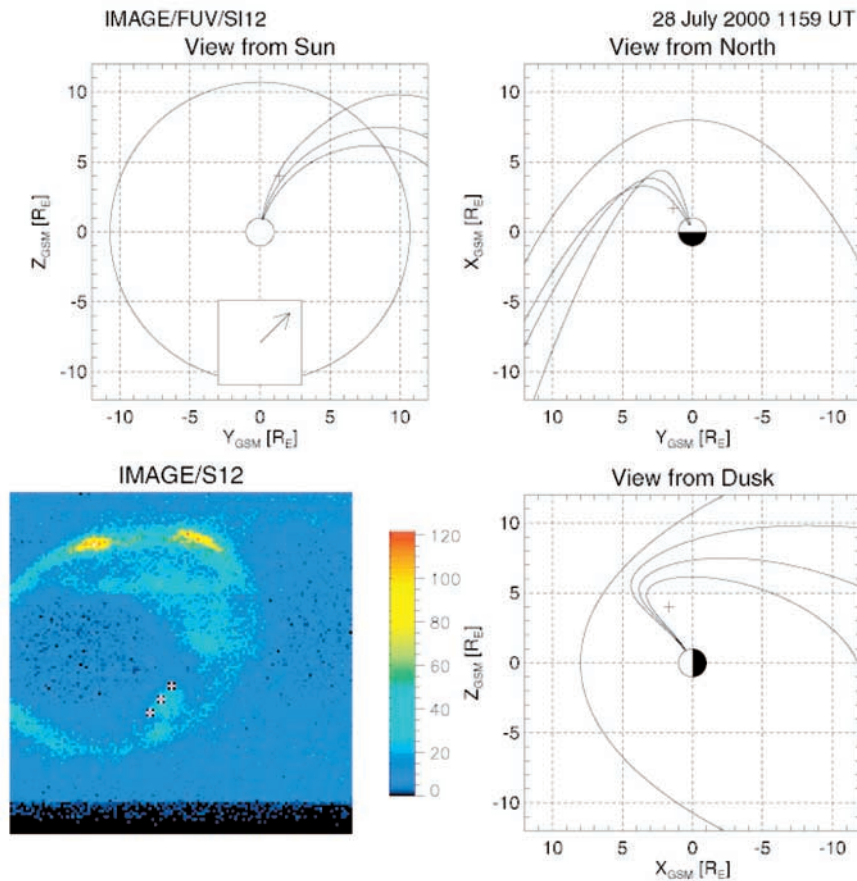 IMAGE/FUV/SI12
28 July 2000 1159 UT
View from Sun
10
5
0
-5
-10
Z_GSM [R_E]
-10 -5 0 5 10
Y_GSM [R_E]
View from North
10
5
0
-5
-10
X_GSM [R_E]
10 5 0 -5 -10
Y_GSM [R_E]
IMAGE/S12
120
100
80
60
40
20
0
View from Dusk
10
5
0
-5
-10
Z_GSM [R_E]
10 5 0 -5 -10
X_GSM [R_E]